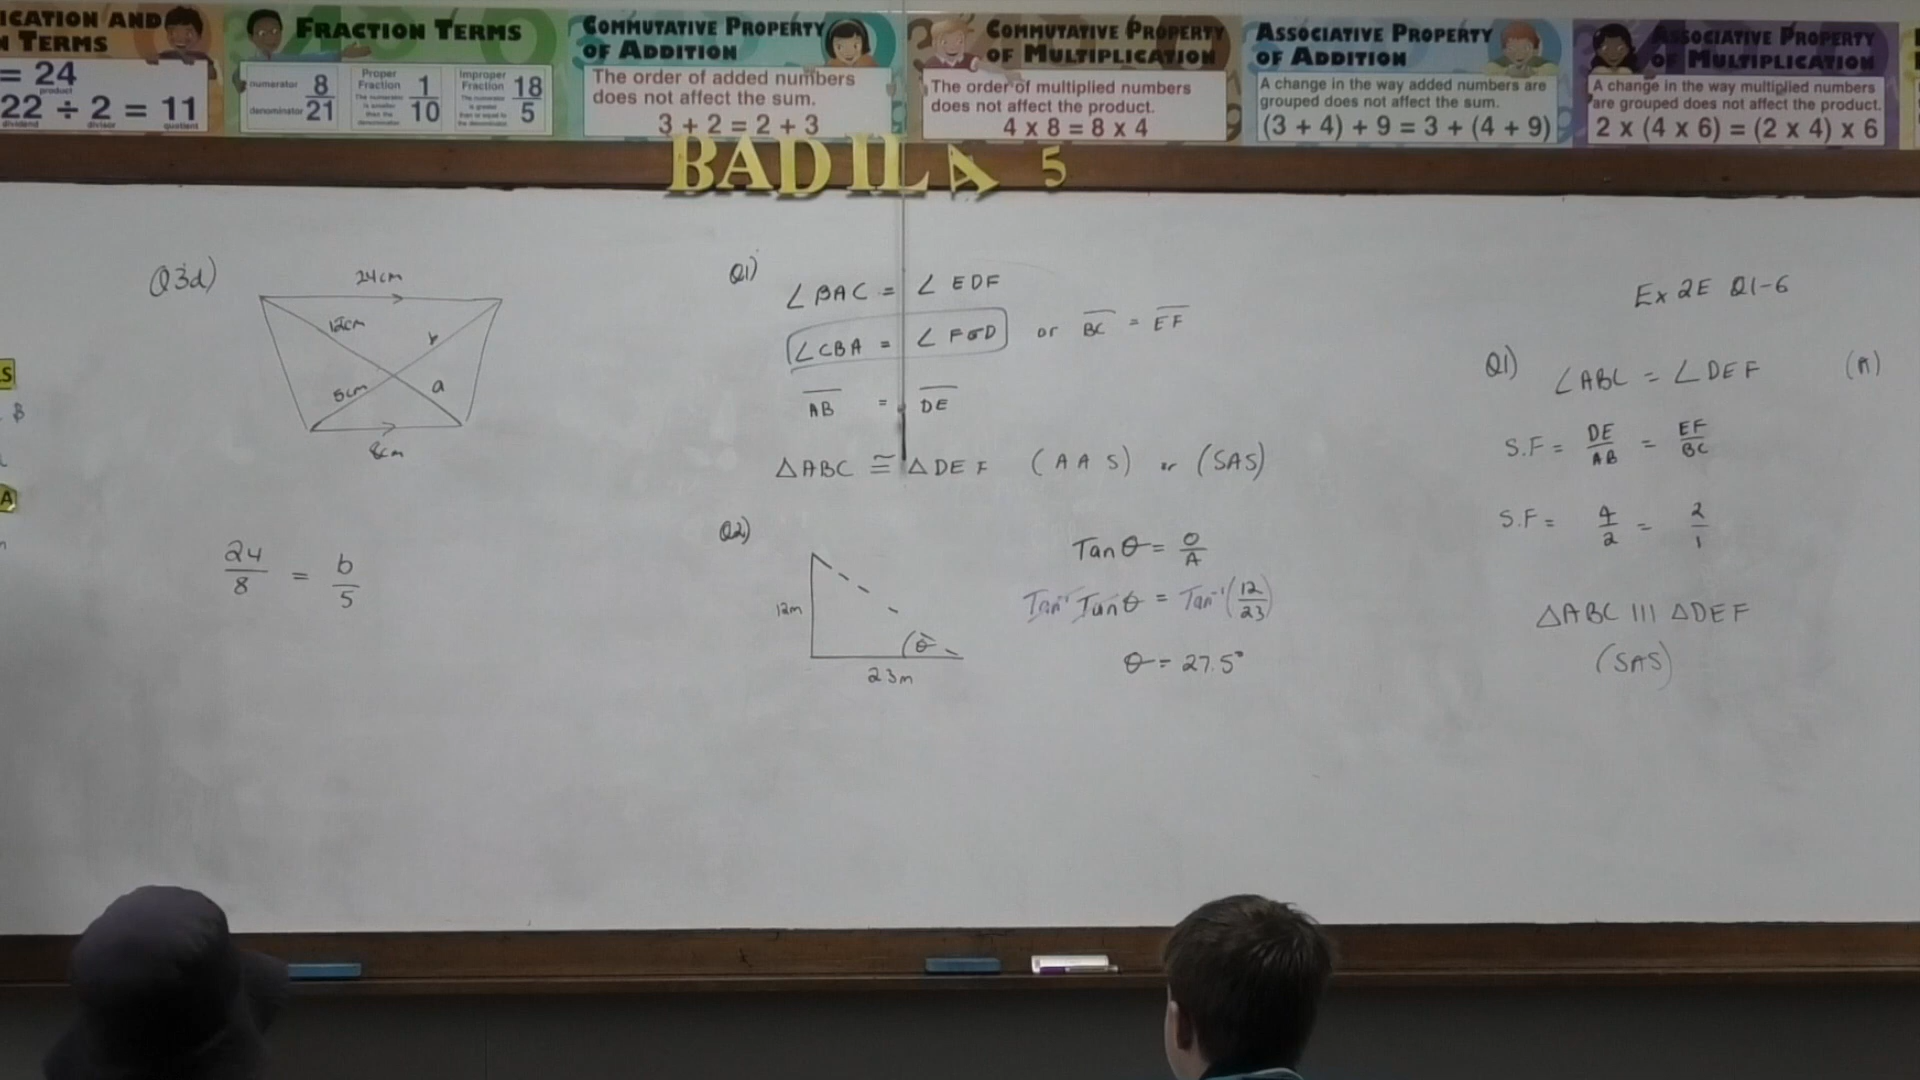 ICATION AND
TERMS
= 24
product
22 ÷ 2 = 11
dividend divisor quotient
FRACTION TERMS
numerator 8
denominator 21
Proper Fraction 1/10
Improper Fraction 18/5
COMMUTATIVE PROPERTY
OF ADDITION
The order of added numbers
does not affect the sum.
3 + 2 = 2 + 3
COMMUTATIVE PROPERTY
OF MULTIPLICATION
The order of multiplied numbers
does not affect the product.
4 x 8 = 8 x 4
ASSOCIATIVE PROPERTY
OF ADDITION
A change in the way added numbers are
grouped does not affect the sum.
(3 + 4) + 9 = 3 + (4 + 9)
ASSOCIATIVE PROPERTY
OF MULTIPLICATION
A change in the way multiplied numbers
are grouped does not affect the product.
2 x (4 x 6) = (2 x 4) x 6
BADILA 5
S
A
Q3d)
24cm
12cm
b
5cm
a
8cm
24/8 = b/5
Q1)
∠BAC = ∠EDF
∠CBA = ∠FED or BC = EF
AB = DE
△ABC ≅ △DEF (AAS) or (SAS)
Q2)
12m
θ
23m
Tan θ = O/A
Tan⁻¹ Tan θ = Tan⁻¹(12/23)
θ = 27.5°
Ex 2E Q1-6
Q1) ∠ABC = ∠DEF (A)
S.F = DE/AB = EF/BC
S.F = 4/2 = 2/1
△ABC ||| △DEF
(SAS)